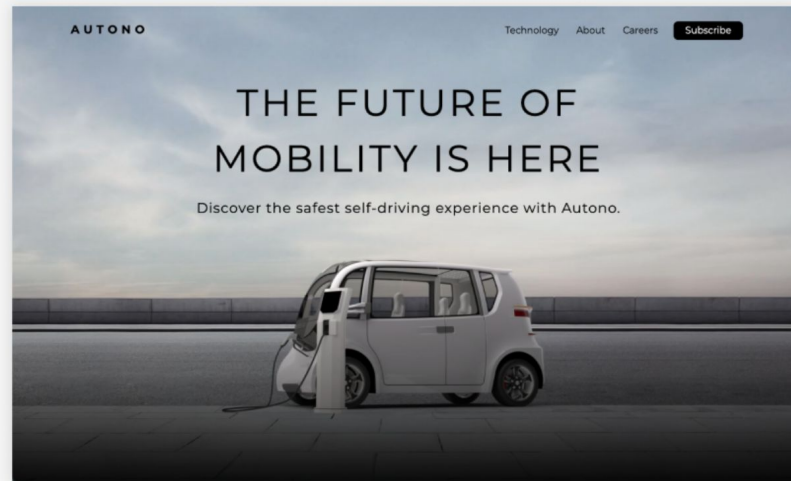 AUTONO
Technology About Careers Subscribe
THE FUTURE OF
MOBILITY IS HERE
Discover the safest self-driving experience with Autono.